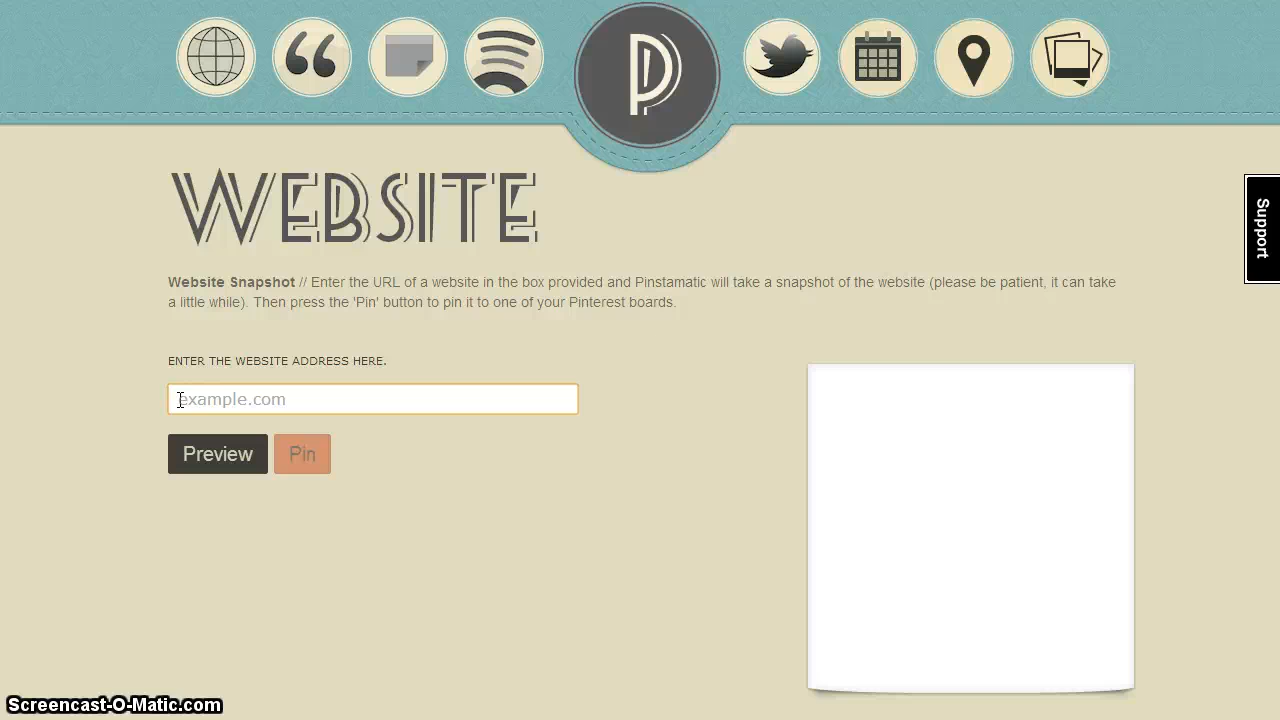 P
WEBSITE
Support
Website Snapshot // Enter the URL of a website in the box provided and Pinstamatic will take a snapshot of the website (please be patient, it can take
a little while). Then press the 'Pin' button to pin it to one of your Pinterest boards.
ENTER THE WEBSITE ADDRESS HERE.
example.com
Preview Pin
Screencast-O-Matic.com